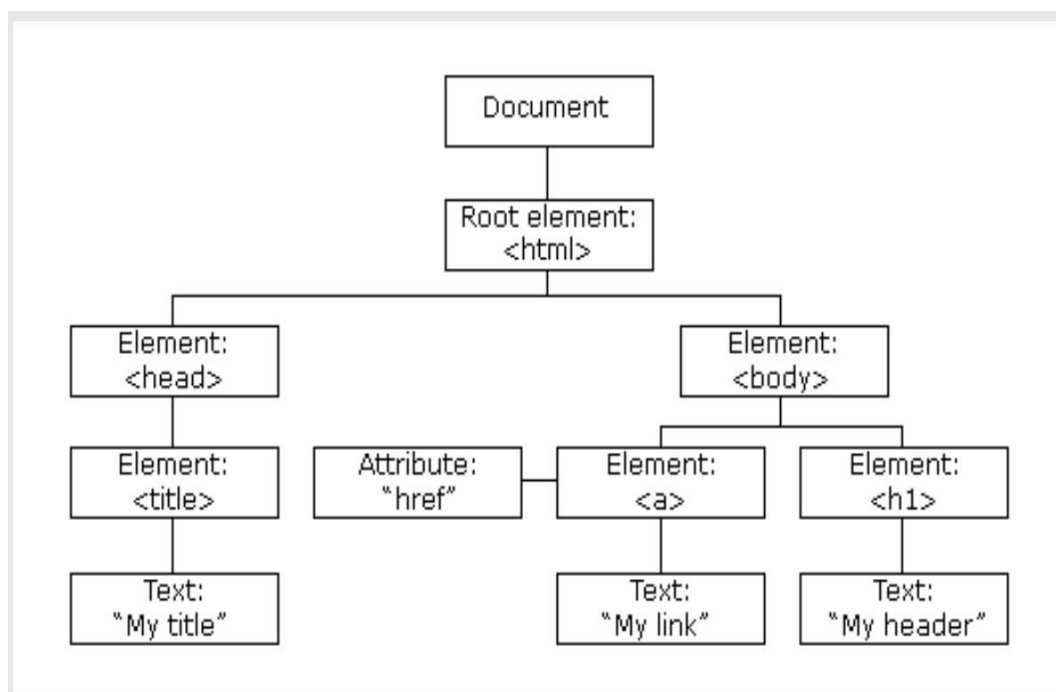 Document
Root element:
<html>
Element:
<head>
Element:
<body>
Element:
<title>
Attribute:
“href”
Element:
<a>
Element:
<h1>
Text:
“My title”
Text:
“My link”
Text:
“My header”